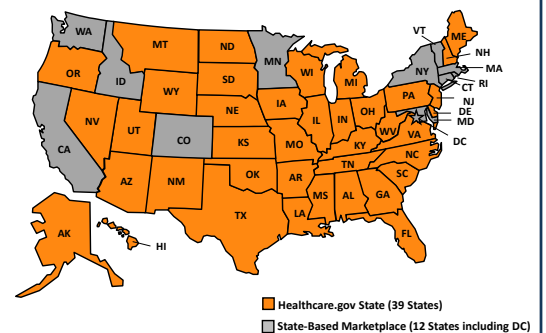 WA
MT
ND
MN
VT
ME
NH
MA
RI
CT
NJ
DE
MD
DC
OR
ID
WY
SD
WI
MI
NY
PA
NV
UT
CO
NE
IA
IL
IN
OH
WV
VA
CA
KS
MO
KY
NC
TN
AZ
NM
OK
AR
SC
TX
LA
MS
AL
GA
FL
AK
HI
Healthcare.gov State (39 States)
State-Based Marketplace (12 States including DC)